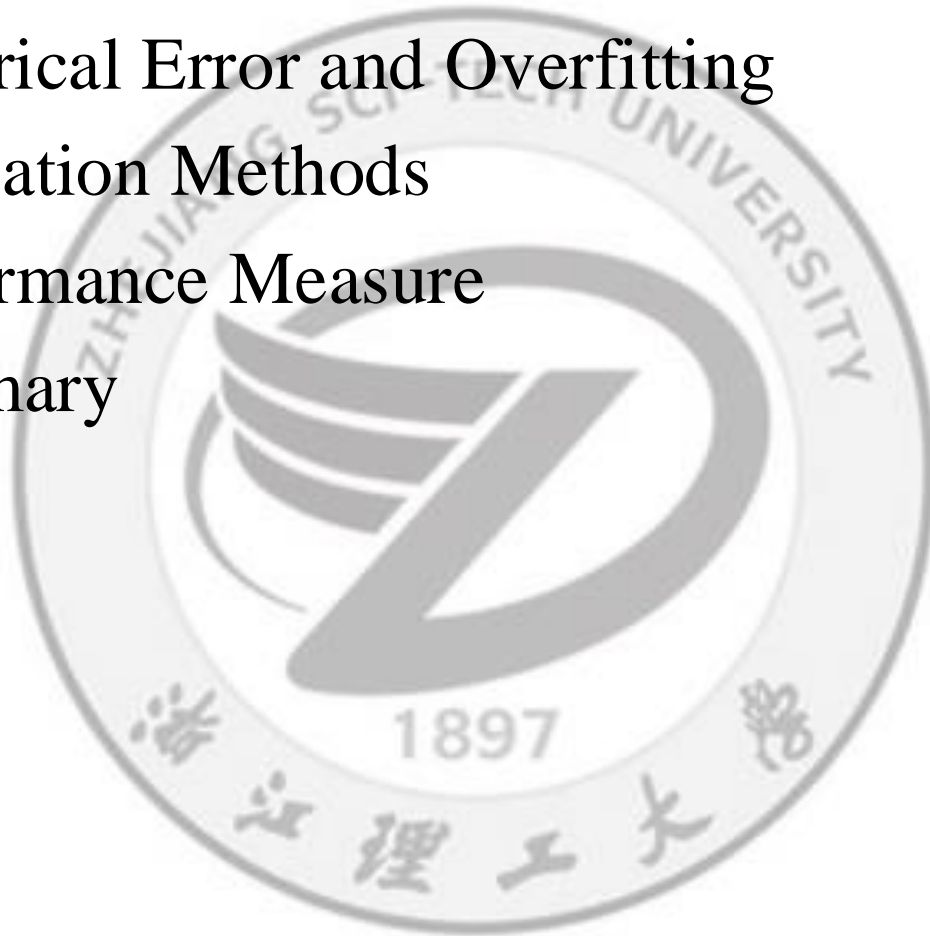 rical Error and Overfitting
ation Methods
rmance Measure
nary
ZHEJIANG SCI-TECH UNIVERSITY
1897
浙江理工大学